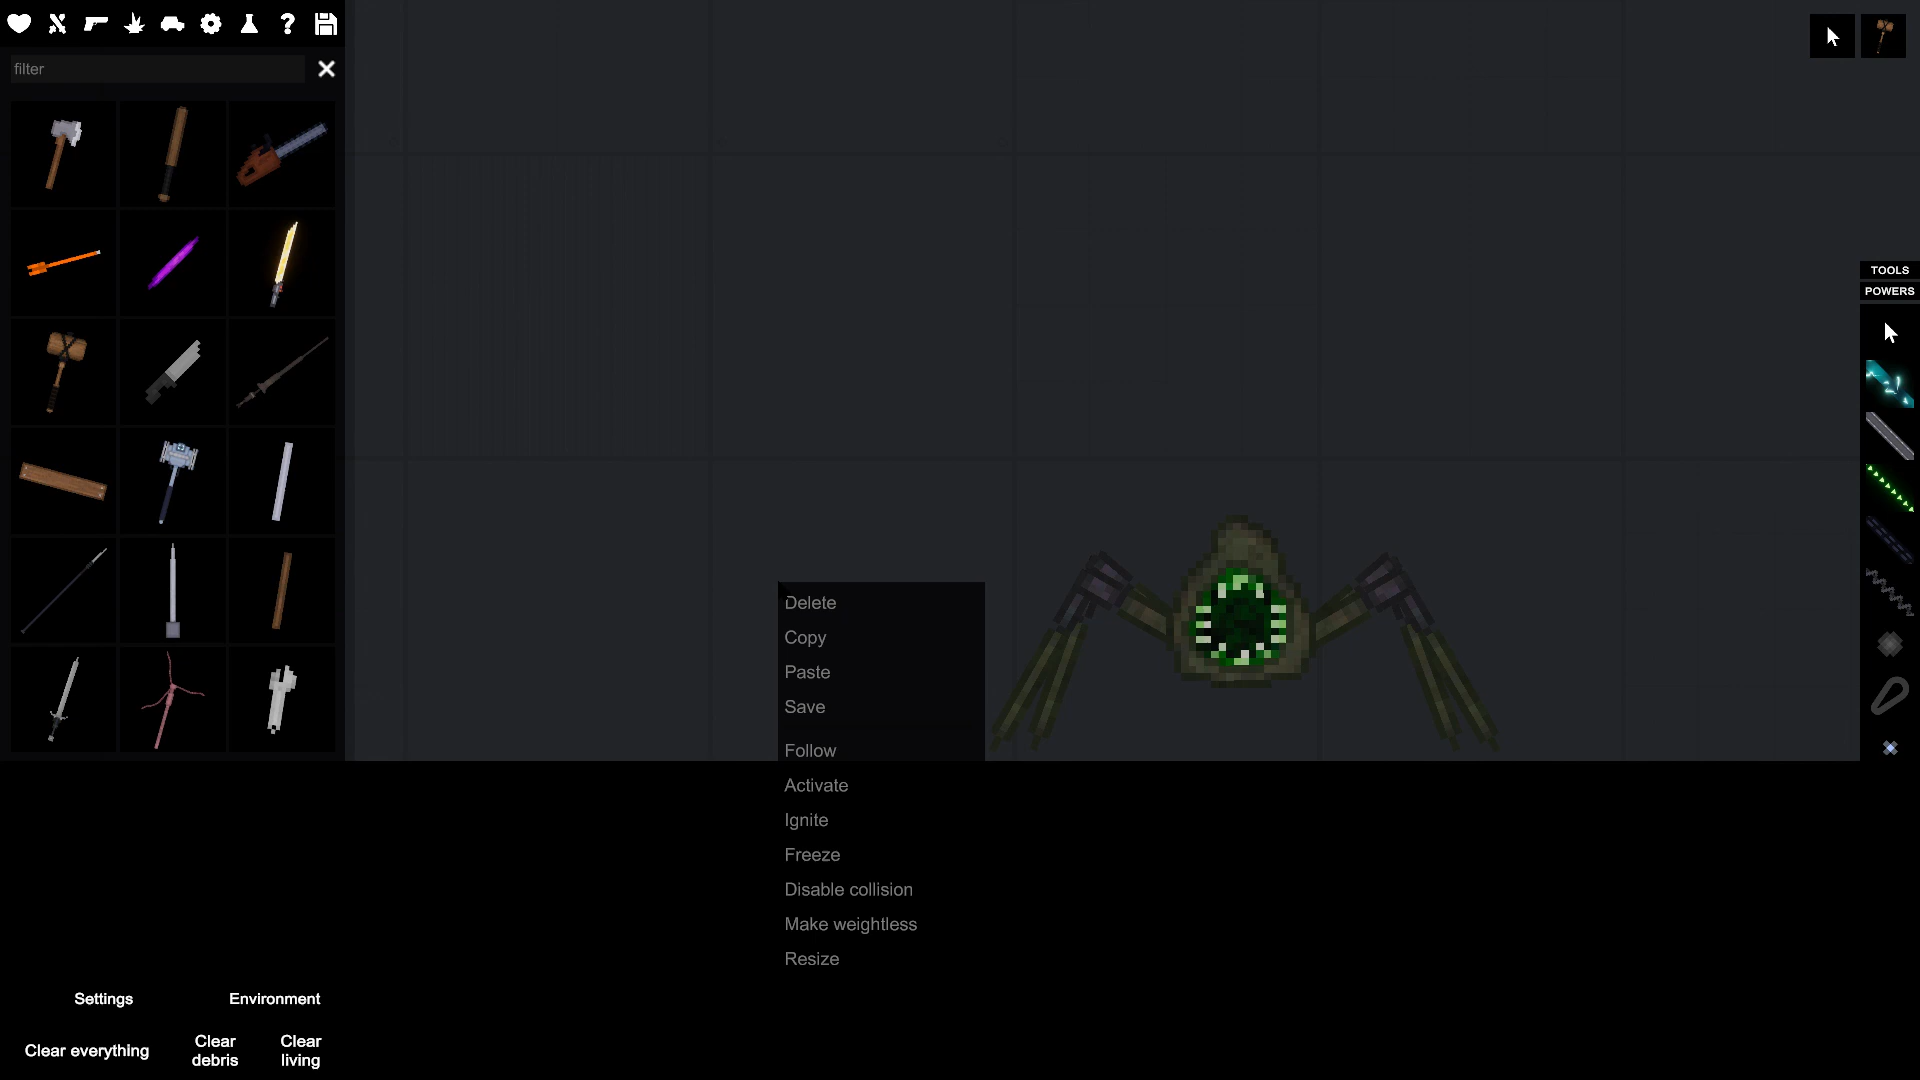 filter
TOOLS
POWERS
Delete
Copy
Paste
Save
Follow
Activate
Ignite
Freeze
Disable collision
Make weightless
Resize
Settings
Environment
Clear everything
Clear
debris
Clear
living